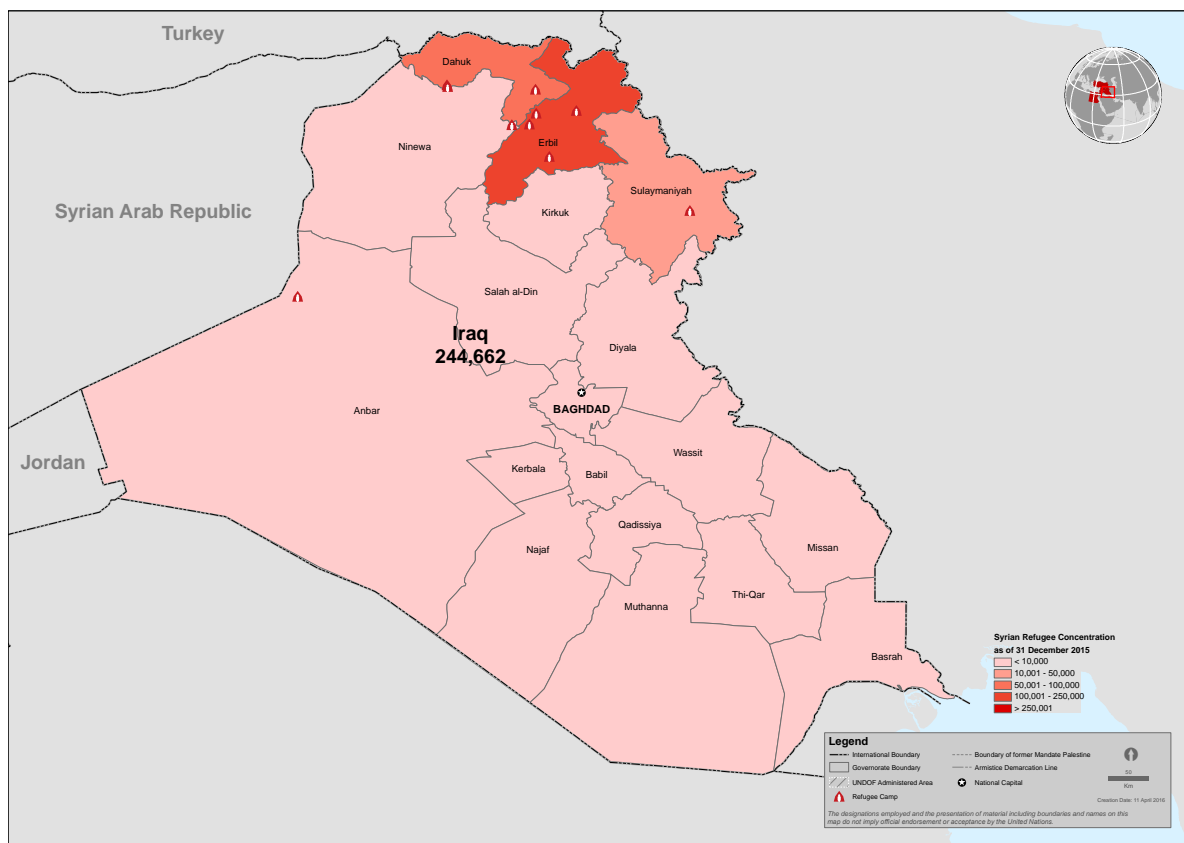 Turkey
Dahuk
Ninewa
Erbil
Syrian Arab Republic
Sulaymaniyah
Kirkuk
Salah al-Din
Iraq
244,662
Diyala
Anbar
BAGHDAD
Jordan
Wassit
Kerbala
Babil
Qadissiya
Najaf
Missan
Muthanna
Thi-Qar
Basrah
Syrian Refugee Concentration
as of 31 December 2015
< 10,000
10,001 - 50,000
50,001 - 100,000
100,001 - 250,000
> 250,001
Legend
International Boundary
Governorate Boundary
UNDOF Administered Area
Refugee Camp
Boundary of former Mandate Palestine
Armistice Demarcation Line
National Capital
50
Km
Creation Date: 11 April 2016
The designations employed and the presentation of material including boundaries and names on this
map do not imply official endorsement or acceptance by the United Nations.